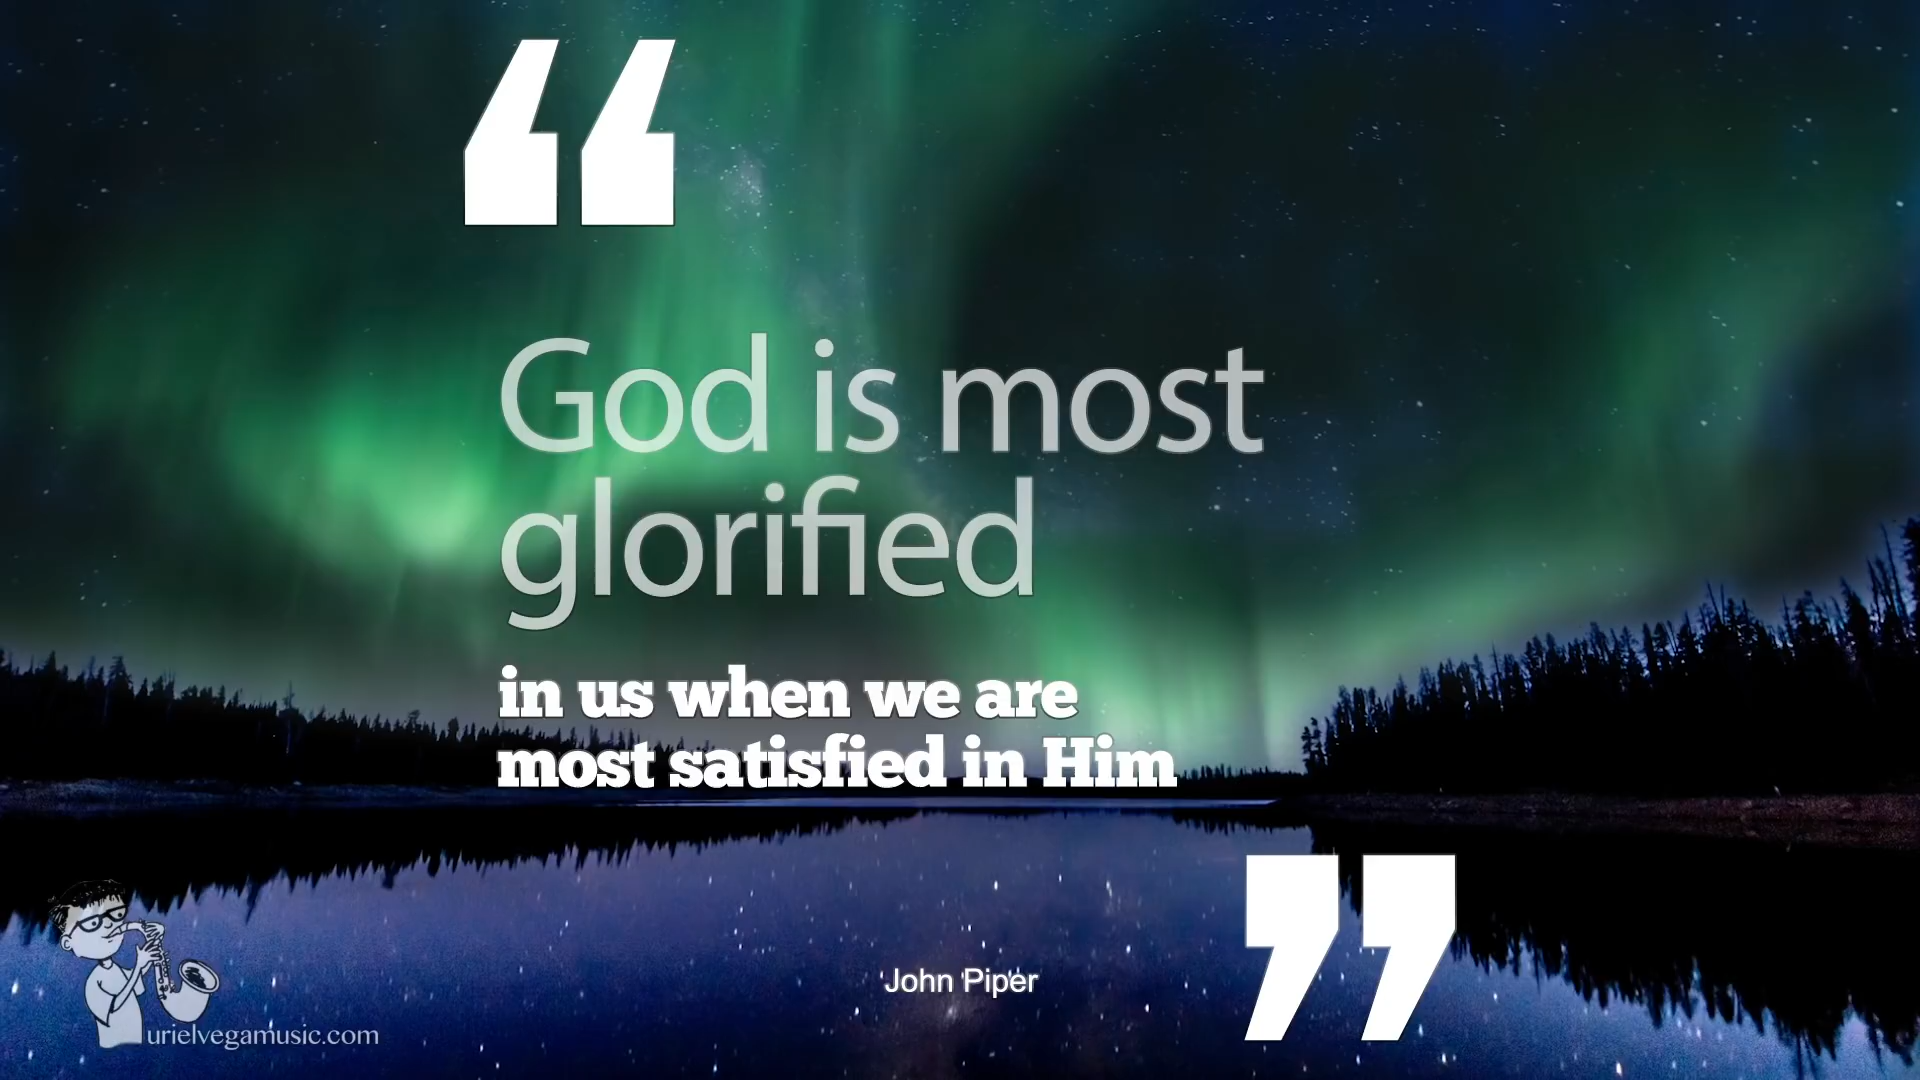 “
God is most
glorified
in us when we are
most satisfied in Him
”
John Piper
urielvegamusic.com